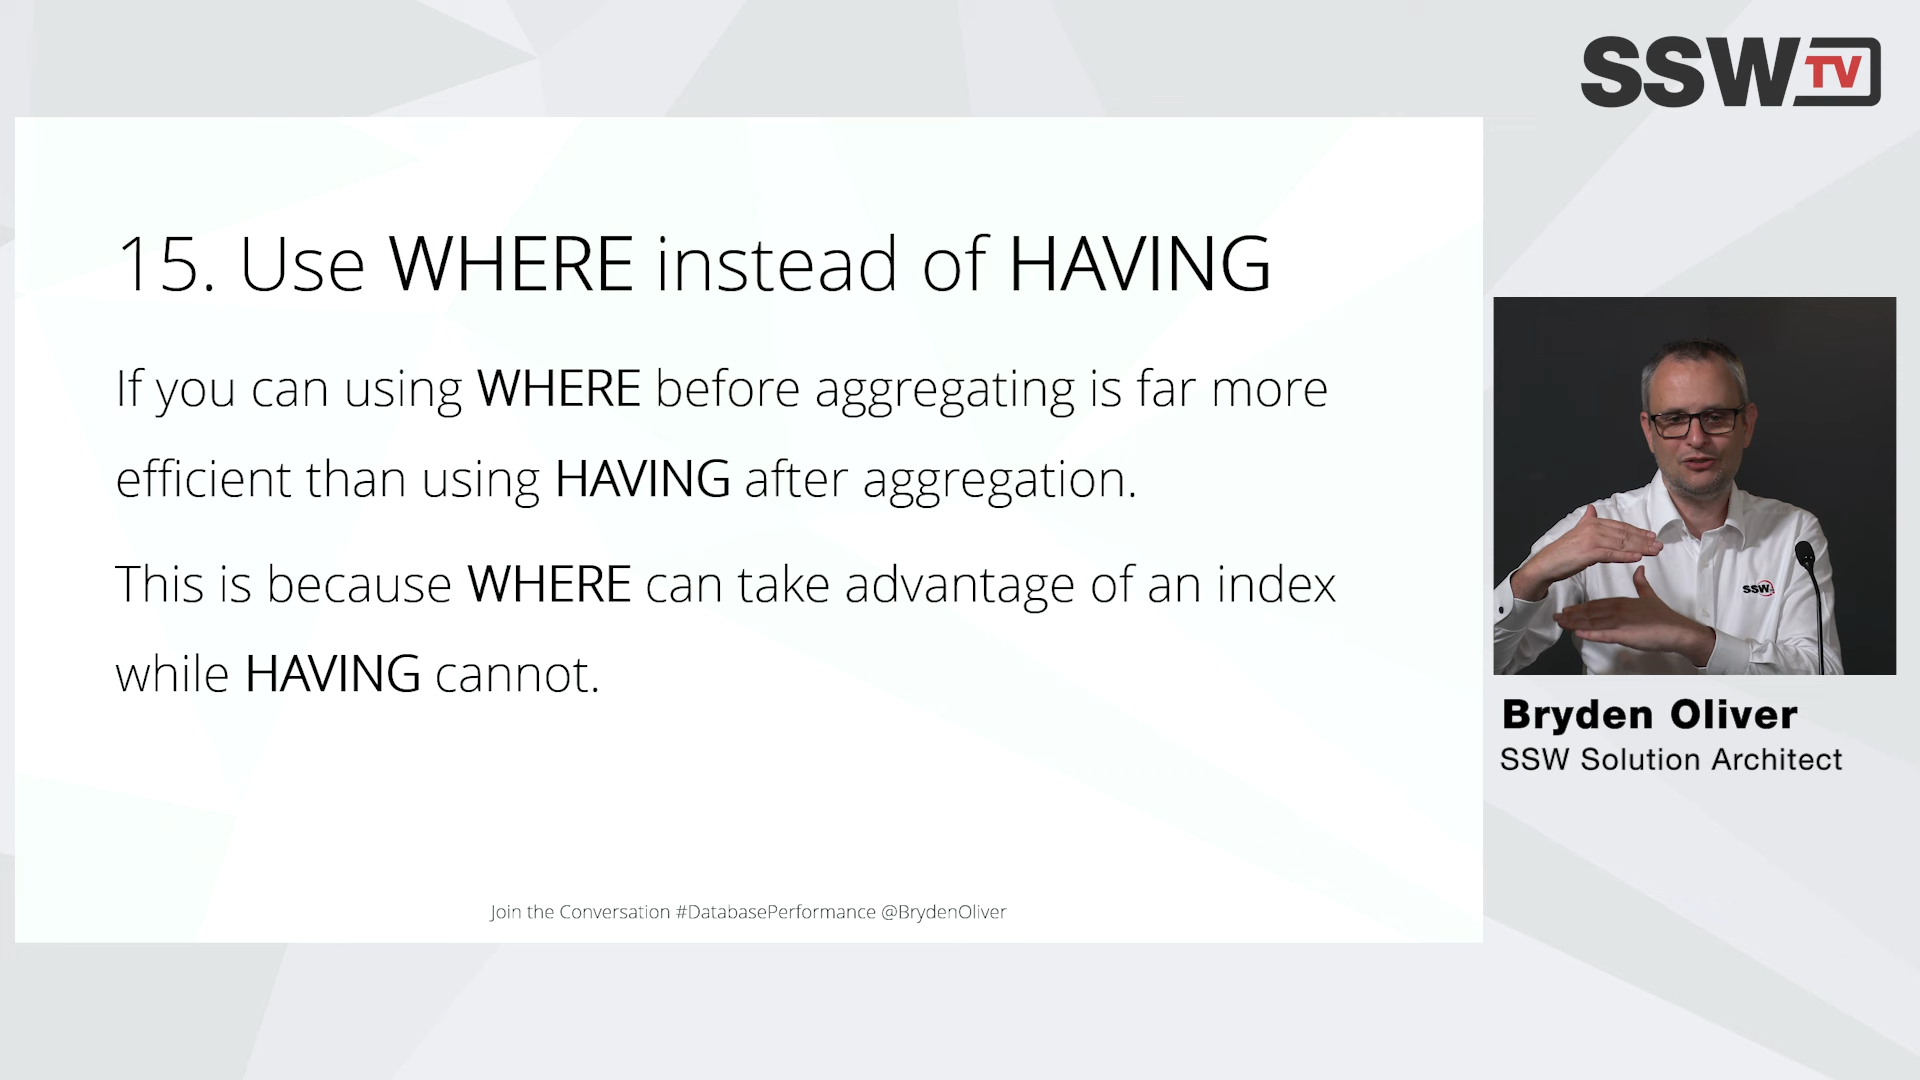 SSW TV
15. Use WHERE instead of HAVING
If you can using WHERE before aggregating is far more
efficient than using HAVING after aggregation.
This is because WHERE can take advantage of an index
while HAVING cannot.
Join the Conversation #DatabasePerformance @BrydenOliver
SSW
Bryden Oliver
SSW Solution Architect